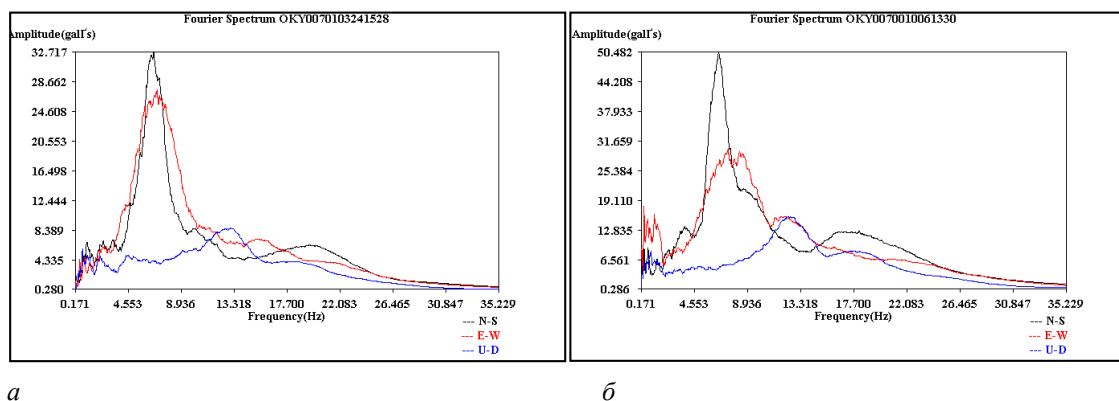 Fourier Spectrum OKY0070103241528
Amplitude(gall's)
32.717
28.662
24.608
20.553
16.498
12.444
8.389
4.335
0.280
0.171 4.555 8.936 13.318 17.700 22.083 26.465 30.847 35.229
Frequency(Hz)
N-S
E-W
U-D
а
Fourier Spectrum OKY0070010061330
Amplitude(gall's)
50.482
44.208
37.933
31.659
25.384
19.110
12.835
6.561
0.286
0.171 4.553 8.936 13.318 17.700 22.083 26.465 30.847 35.229
Frequency(Hz)
N-S
E-W
U-D
б